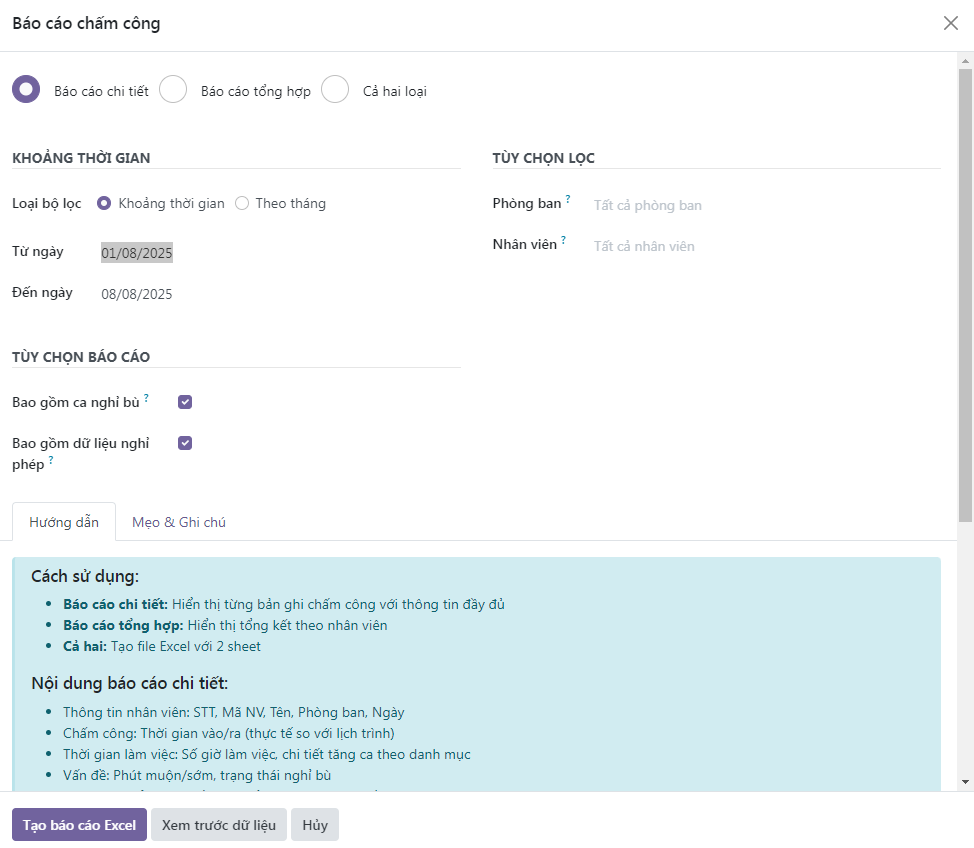 Báo cáo chấm công
Báo cáo chi tiết Báo cáo tổng hợp Cả hai loại
KHOẢNG THỜI GIAN
Loại bộ lọc Khoảng thời gian Theo tháng
Từ ngày 01/08/2025
Đến ngày 08/08/2025
TÙY CHỌN LỌC
Phòng ban ? Tất cả phòng ban
Nhân viên ? Tất cả nhân viên
TÙY CHỌN BÁO CÁO
Bao gồm ca nghỉ bù ?
Bao gồm dữ liệu nghỉ
phép ?
Hướng dẫn Mẹo & Ghi chú
Cách sử dụng:
Báo cáo chi tiết: Hiển thị từng bản ghi chấm công với thông tin đầy đủ
Báo cáo tổng hợp: Hiển thị tổng kết theo nhân viên
Cả hai: Tạo file Excel với 2 sheet
Nội dung báo cáo chi tiết:
Thông tin nhân viên: STT, Mã NV, Tên, Phòng ban, Ngày
Chấm công: Thời gian vào/ra (thực tế so với lịch trình)
Thời gian làm việc: Số giờ làm việc, chi tiết tăng ca theo danh mục
Vấn đề: Phút muộn/sớm, trạng thái nghỉ bù
Tạo báo cáo Excel Xem trước dữ liệu Hủy